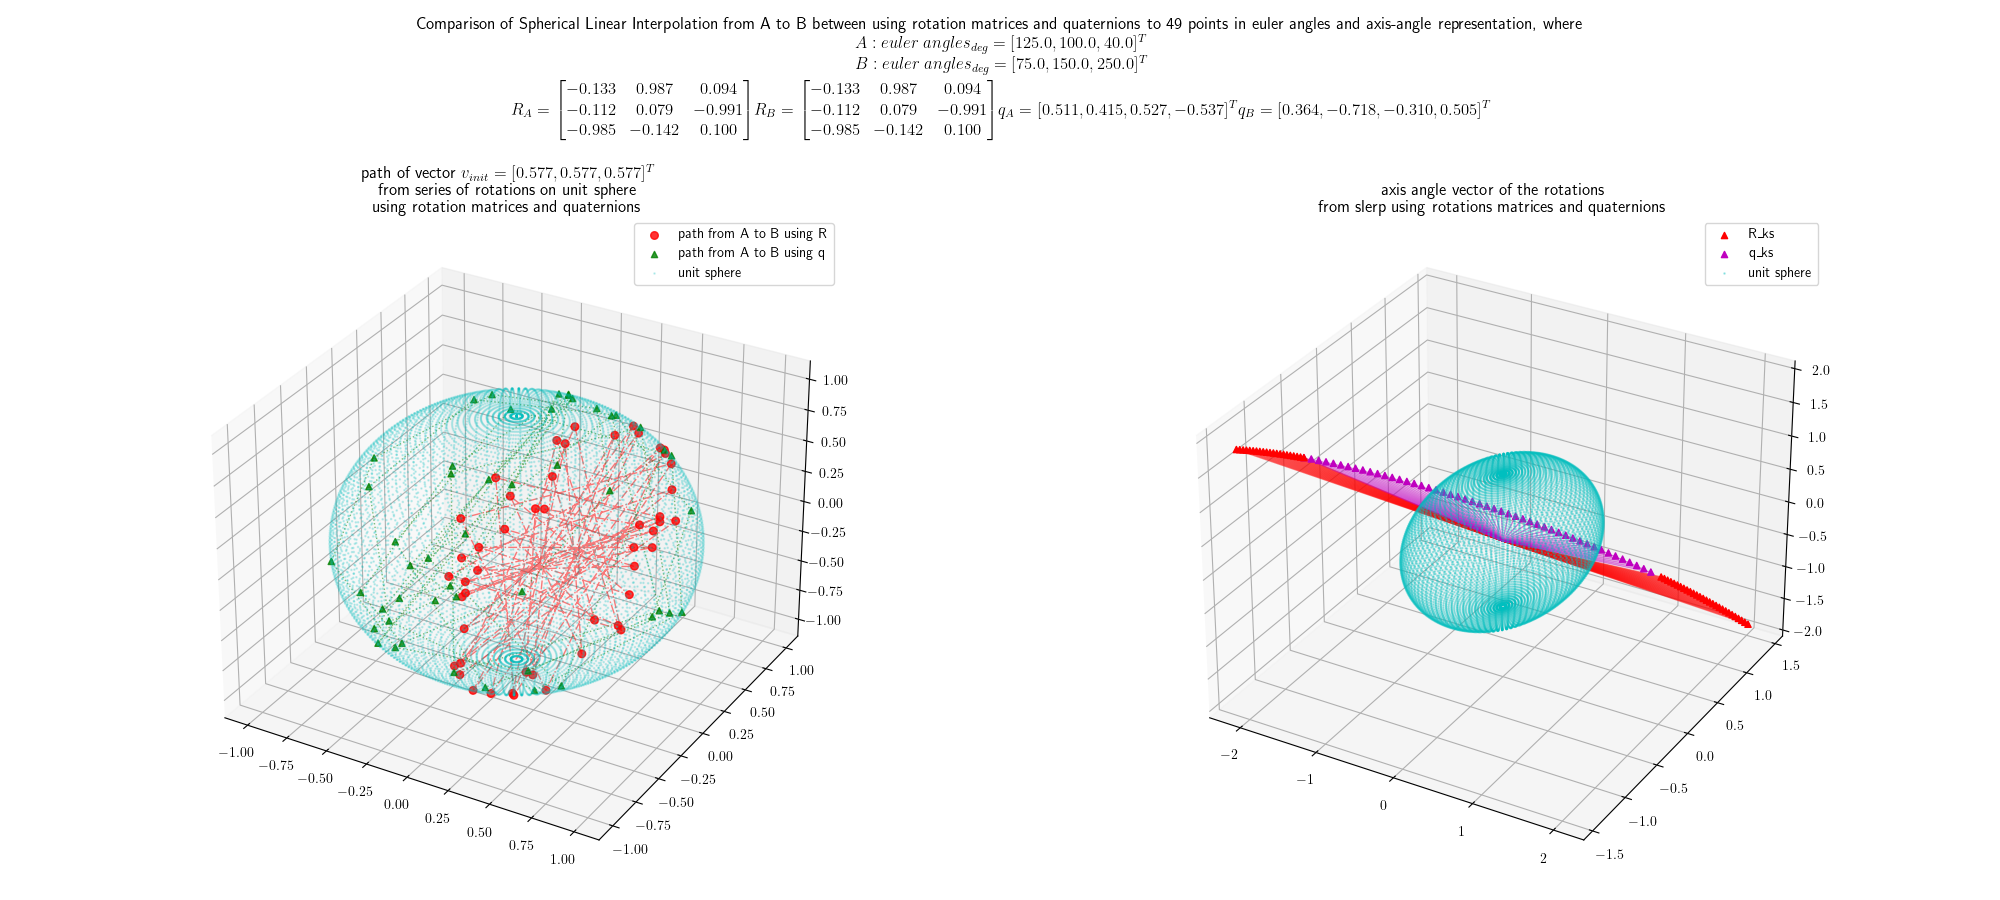 Comparison of Spherical Linear Interpolation from A to B between using rotation matrices and quaternions to 49 points in euler angles and axis-angle representation, where
A : euler angles_deg = [125.0, 100.0, 40.0]^T
B : euler angles_deg = [75.0, 150.0, 250.0]^T
−0.133 0.987 0.094 −0.133 0.987 0.094
R_A = −0.112 0.079 −0.991 R_B = −0.112 0.079 −0.991 q_A = [0.511, 0.415, 0.527, −0.537]^T q_B = [0.364, −0.718, −0.310, 0.505]^T
−0.985 −0.142 0.100 −0.985 −0.142 0.100
path of vector v_init = [0.577, 0.577, 0.577]^T
from series of rotations on unit sphere
using rotation matrices and quaternions
path from A to B using R
path from A to B using q
unit sphere
1.00
0.75
0.50
0.25
0.00
−0.25
−0.50
−0.75
−1.00
1.00
0.75
0.50
0.25
0.00
−0.25
−0.50
−0.75
−1.00
−1.00
−0.75
−0.50
−0.25
0.00
0.25
0.50
0.75
1.00
axis angle vector of the rotations
from slerp using rotations matrices and quaternions
R_ks
q_ks
unit sphere
2.0
1.5
1.0
0.5
0.0
−0.5
−1.0
−1.5
−2.0
1.5
1.0
0.5
0.0
−0.5
−1.0
−1.5
−2
−1
0
1
2